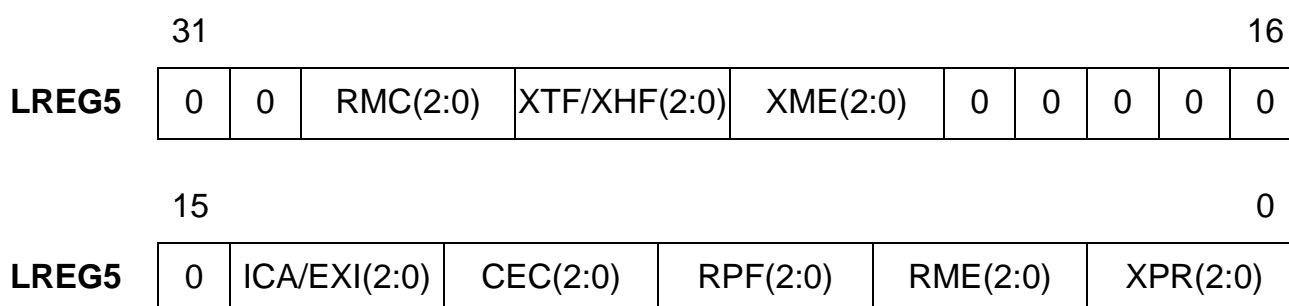 31 16
LREG5 0 0 RMC(2:0) XTF/XHF(2:0) XME(2:0) 0 0 0 0 0
15 0
LREG5 0 ICA/EXI(2:0) CEC(2:0) RPF(2:0) RME(2:0) XPR(2:0)